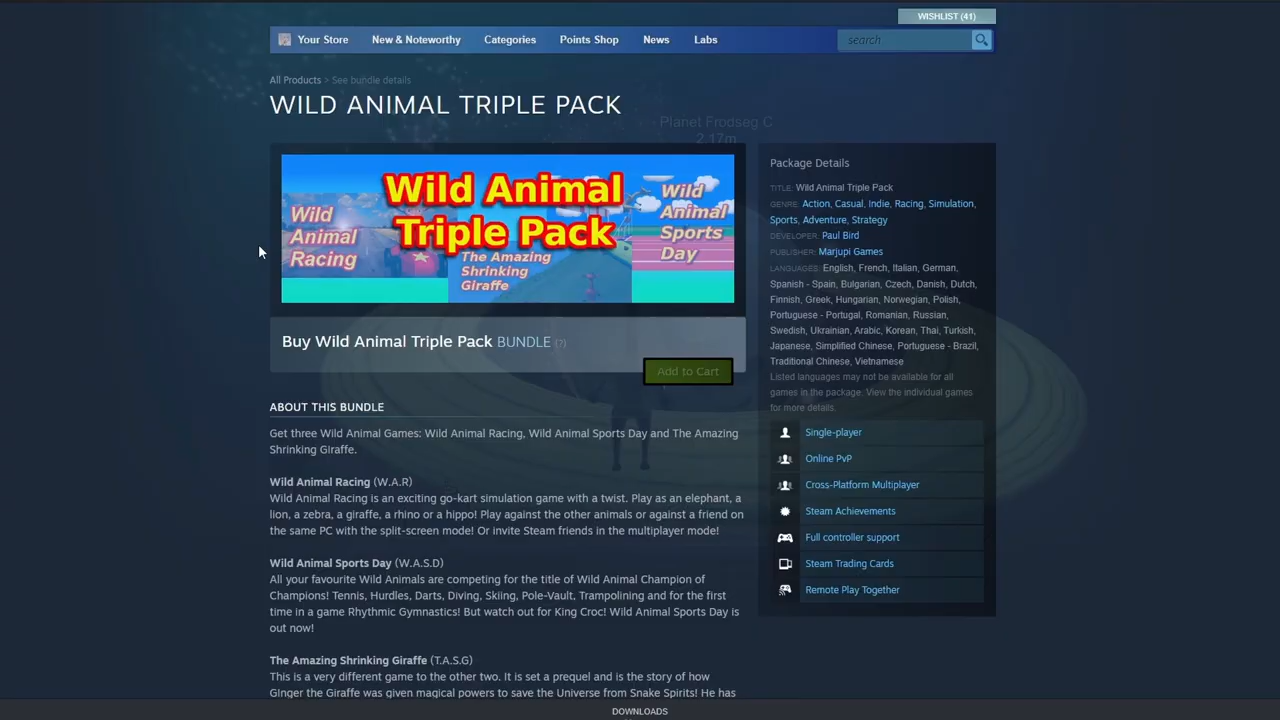 WISHLIST (41)
Your Store New & Noteworthy Categories Points Shop News Labs search
All Products > See bundle details
WILD ANIMAL TRIPLE PACK
Planet Frodseg C
2.17m
Wild Animal
Triple Pack
Wild
Animal
Racing
The Amazing
Shrinking
Giraffe
Wild
Animal
Sports
Day
Buy Wild Animal Triple Pack BUNDLE (?)
Add to Cart
ABOUT THIS BUNDLE
Get three Wild Animal Games: Wild Animal Racing, Wild Animal Sports Day and The Amazing
Shrinking Giraffe.
Wild Animal Racing (W.A.R)
Wild Animal Racing is an exciting go-kart simulation game with a twist. Play as an elephant, a
lion, a zebra, a giraffe, a rhino or a hippo! Play against the other animals or against a friend on
the same PC with the split-screen mode! Or invite Steam friends in the multiplayer mode!
Wild Animal Sports Day (W.A.S.D)
All your favourite Wild Animals are competing for the title of Wild Animal Champion of
Champions! Tennis, Hurdles, Darts, Diving, Skiing, Pole-Vault, Trampolining and for the first
time in a game Rhythmic Gymnastics! But watch out for King Croc! Wild Animal Sports Day is
out now!
The Amazing Shrinking Giraffe (T.A.S.G)
This is a very different game to the other two. It is set a prequel and is the story of how
Ginger the Giraffe was given magical powers to save the Universe from Snake Spirits! He has
Package Details
TITLE: Wild Animal Triple Pack
GENRE: Action, Casual, Indie, Racing, Simulation,
Sports, Adventure, Strategy
DEVELOPER: Paul Bird
PUBLISHER: Marjupi Games
LANGUAGES: English, French, Italian, German,
Spanish - Spain, Bulgarian, Czech, Danish, Dutch,
Finnish, Greek, Hungarian, Norwegian, Polish,
Portuguese - Portugal, Romanian, Russian,
Swedish, Ukrainian, Arabic, Korean, Thai, Turkish,
Japanese, Simplified Chinese, Portuguese - Brazil,
Traditional Chinese, Vietnamese
Listed languages may not be available for all
games in the package. View the individual games
for more details.
Single-player
Online PvP
Cross-Platform Multiplayer
Steam Achievements
Full controller support
Steam Trading Cards
Remote Play Together
DOWNLOADS